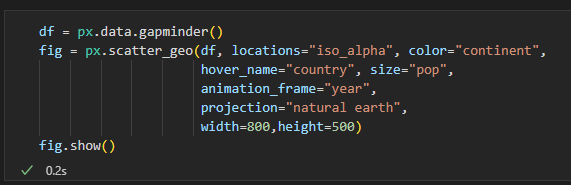 df = px.data.gapminder()
fig = px.scatter_geo(df, locations="iso_alpha", color="continent",
hover_name="country", size="pop",
animation_frame="year",
projection="natural earth",
width=800,height=500)
fig.show()
0.2s